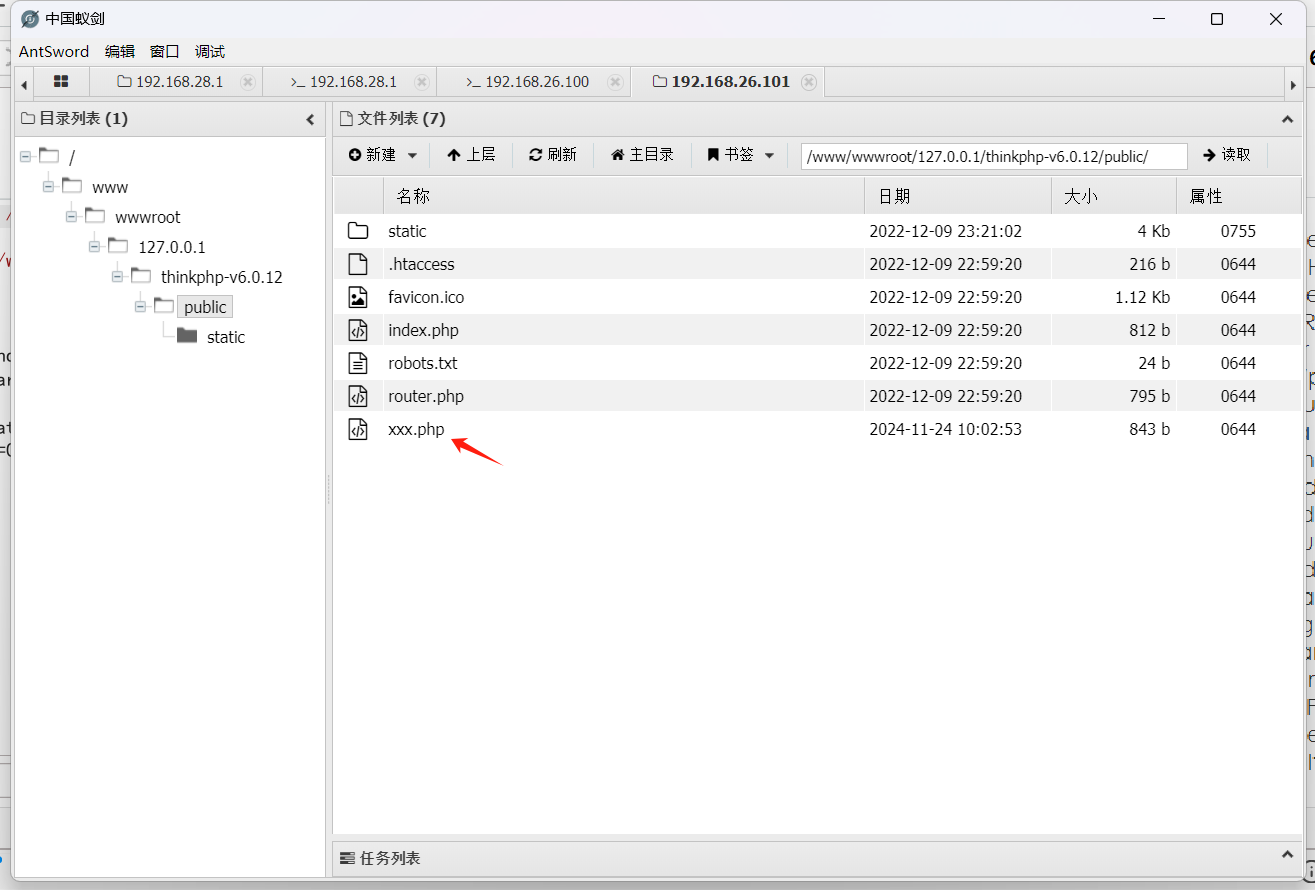 中国蚁剑
AntSword 编辑 窗口 调试
192.168.28.1 >_ 192.168.28.1 >_ 192.168.26.100 192.168.26.101
目录列表 (1)
/
www
wwwroot
127.0.0.1
thinkphp-v6.0.12
public
static
文件列表 (7)
新建 上层 刷新 主目录 书签 /www/wwwroot/127.0.0.1/thinkphp-v6.0.12/public/ 读取
名称 日期 大小 属性
static 2022-12-09 23:21:02 4 Kb 0755
.htaccess 2022-12-09 22:59:20 216 b 0644
favicon.ico 2022-12-09 22:59:20 1.12 Kb 0644
index.php 2022-12-09 22:59:20 812 b 0644
robots.txt 2022-12-09 22:59:20 24 b 0644
router.php 2022-12-09 22:59:20 795 b 0644
xxx.php 2024-11-24 10:02:53 843 b 0644
任务列表